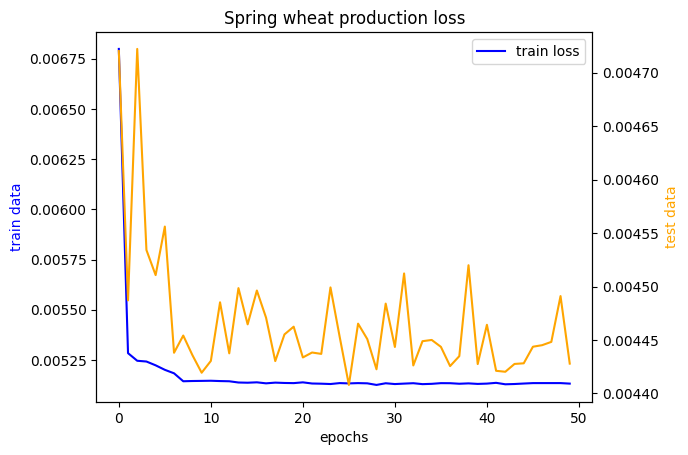 Spring wheat production loss
train loss
train data
0.00675
0.00650
0.00625
0.00600
0.00575
0.00550
0.00525
0.00470
0.00465
0.00460
0.00455
0.00450
0.00445
0.00440
test data
0 10 20 30 40 50
epochs